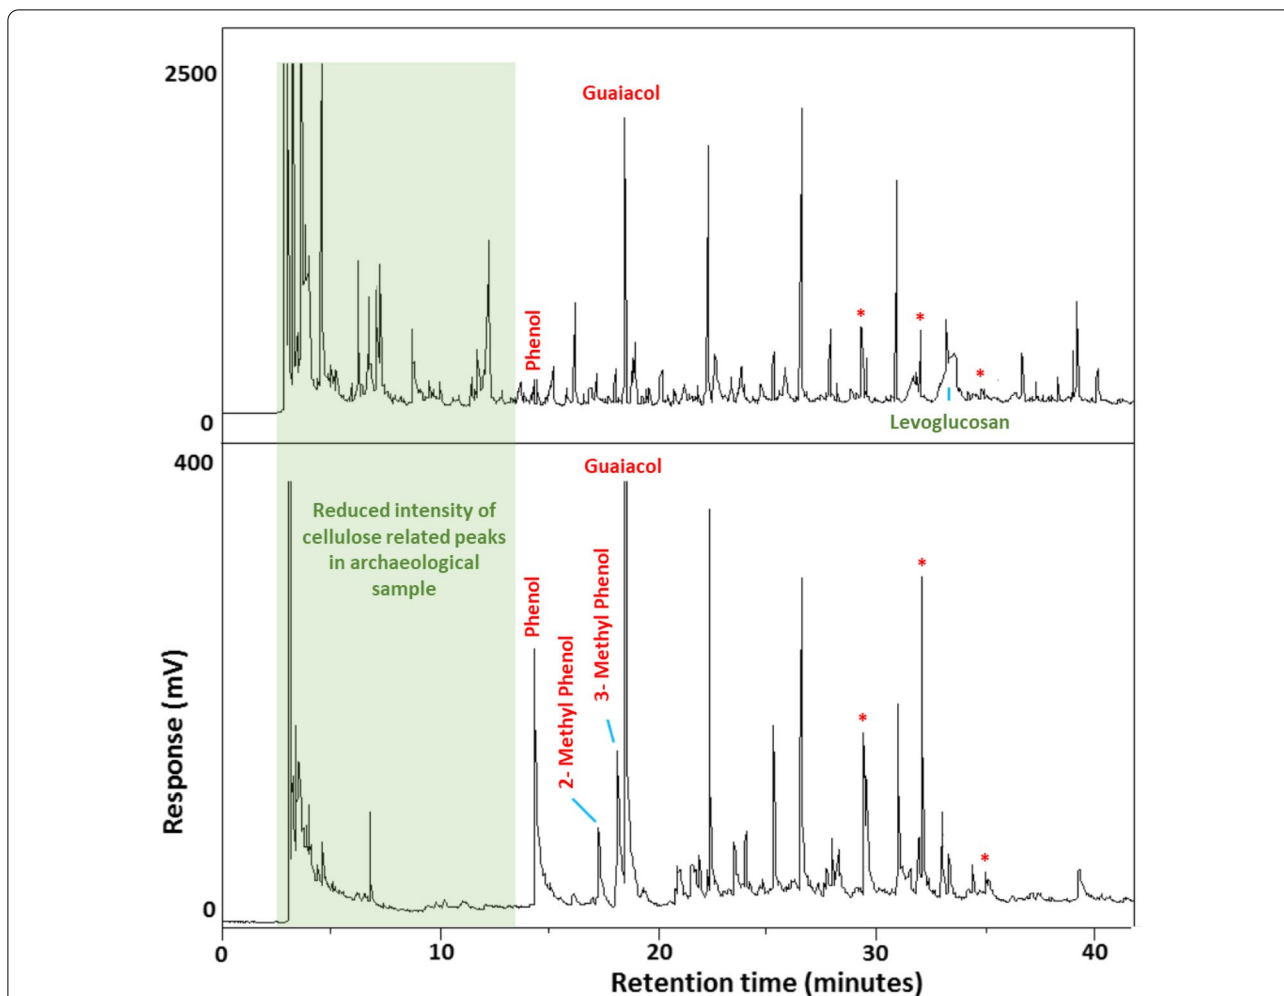 2500
Guaiacol
Phenol
*
*
*
Levoglucosan
0
400
Guaiacol
Reduced intensity of
cellulose related peaks
in archaeological
sample
Phenol
2- Methyl Phenol
3- Methyl Phenol
*
*
*
Response (mV)
0
0
10
20
30
40
Retention time (minutes)